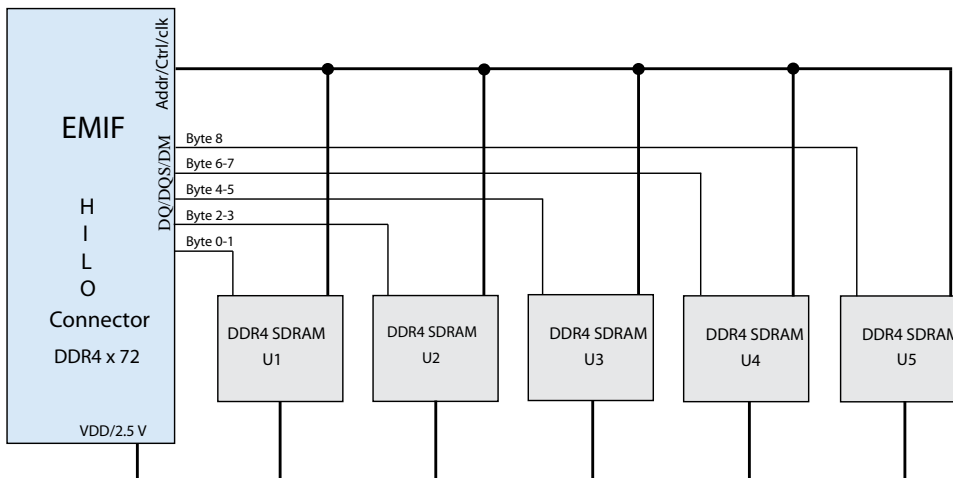 Addr/Ctrl/clk
EMIF
DQ/DQS/DM
Byte 8
Byte 6-7
Byte 4-5
Byte 2-3
Byte 0-1
H
I
L
O
Connector
DDR4 x 72
VDD/2.5 V
DDR4 SDRAM
U1
DDR4 SDRAM
U2
DDR4 SDRAM
U3
DDR4 SDRAM
U4
DDR4 SDRAM
U5